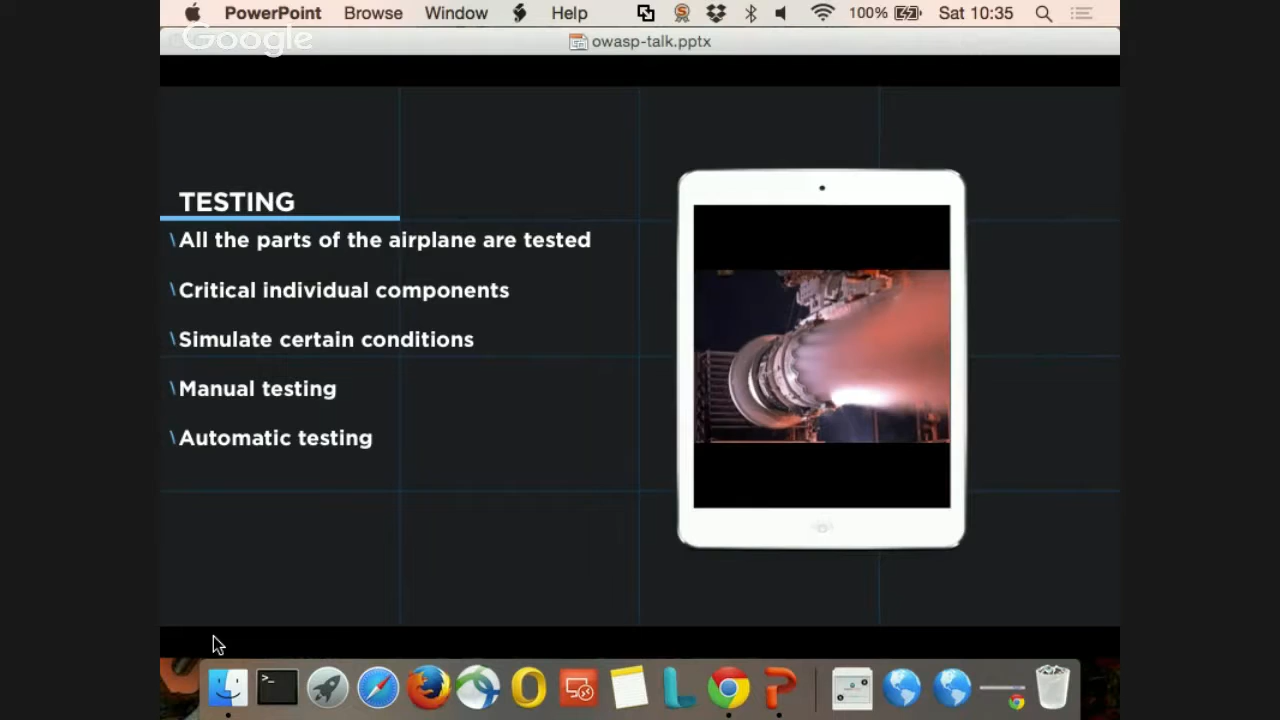 PowerPoint Browse Window Help 100% Sat 10:35
Google
owasp-talk.pptx
TESTING
\All the parts of the airplane are tested
\Critical individual components
\Simulate certain conditions
\Manual testing
\Automatic testing